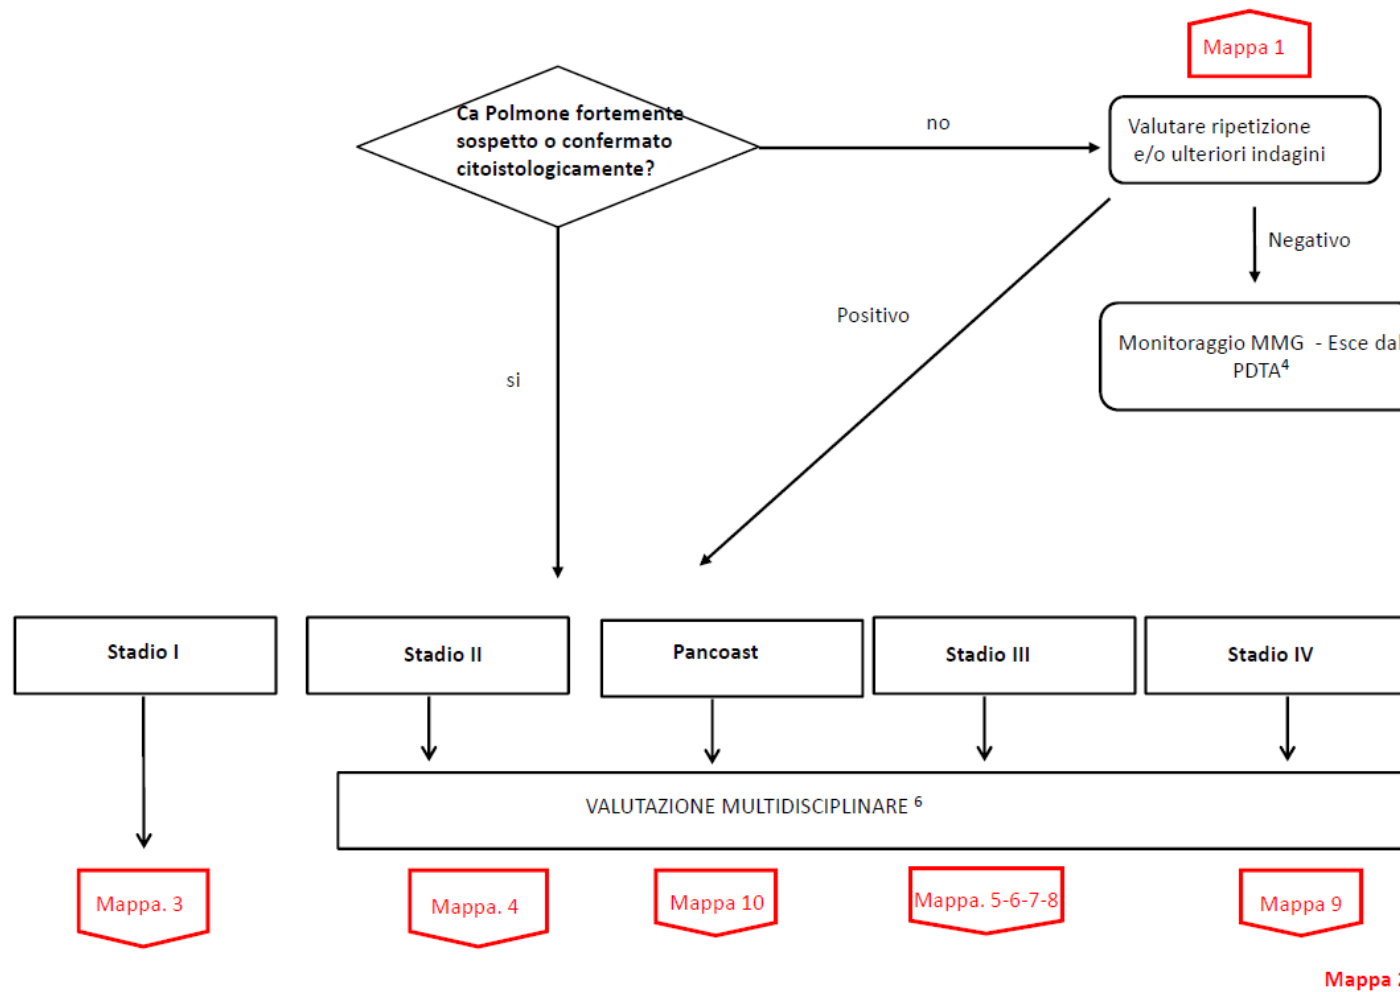 Mappa 1
Ca Polmone fortemente
sospetto o confermato
citoistologicamente?
no
Valutare ripetizione
e/o ulteriori indagini
Negativo
Positivo
Monitoraggio MMG - Esce dal
PDTA⁴
si
Stadio I
Stadio II
Pancoast
Stadio III
Stadio IV
VALUTAZIONE MULTIDISCIPLINARE ⁶
Mappa. 3
Mappa. 4
Mappa 10
Mappa. 5-6-7-8
Mappa 9
Mappa